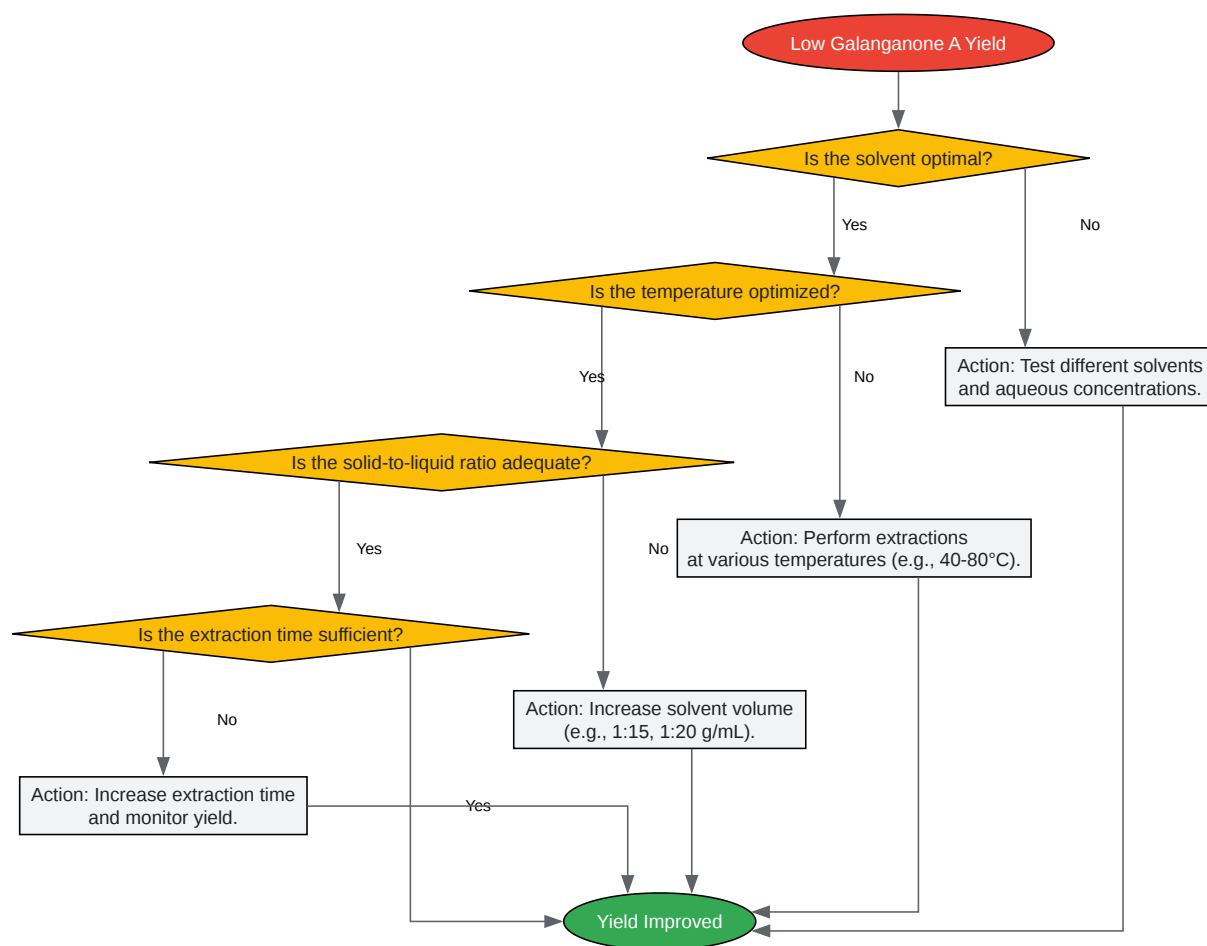 Low Galanganone A Yield
Is the solvent optimal?
Yes
No
Is the temperature optimized?
Yes
No
Action: Test different solvents
and aqueous concentrations.
Is the solid-to-liquid ratio adequate?
Yes
No
Action: Perform extractions
at various temperatures (e.g., 40-80°C).
Is the extraction time sufficient?
No
Action: Increase solvent volume
(e.g., 1:15, 1:20 g/mL).
Action: Increase extraction time
and monitor yield.
Yes
Yield Improved